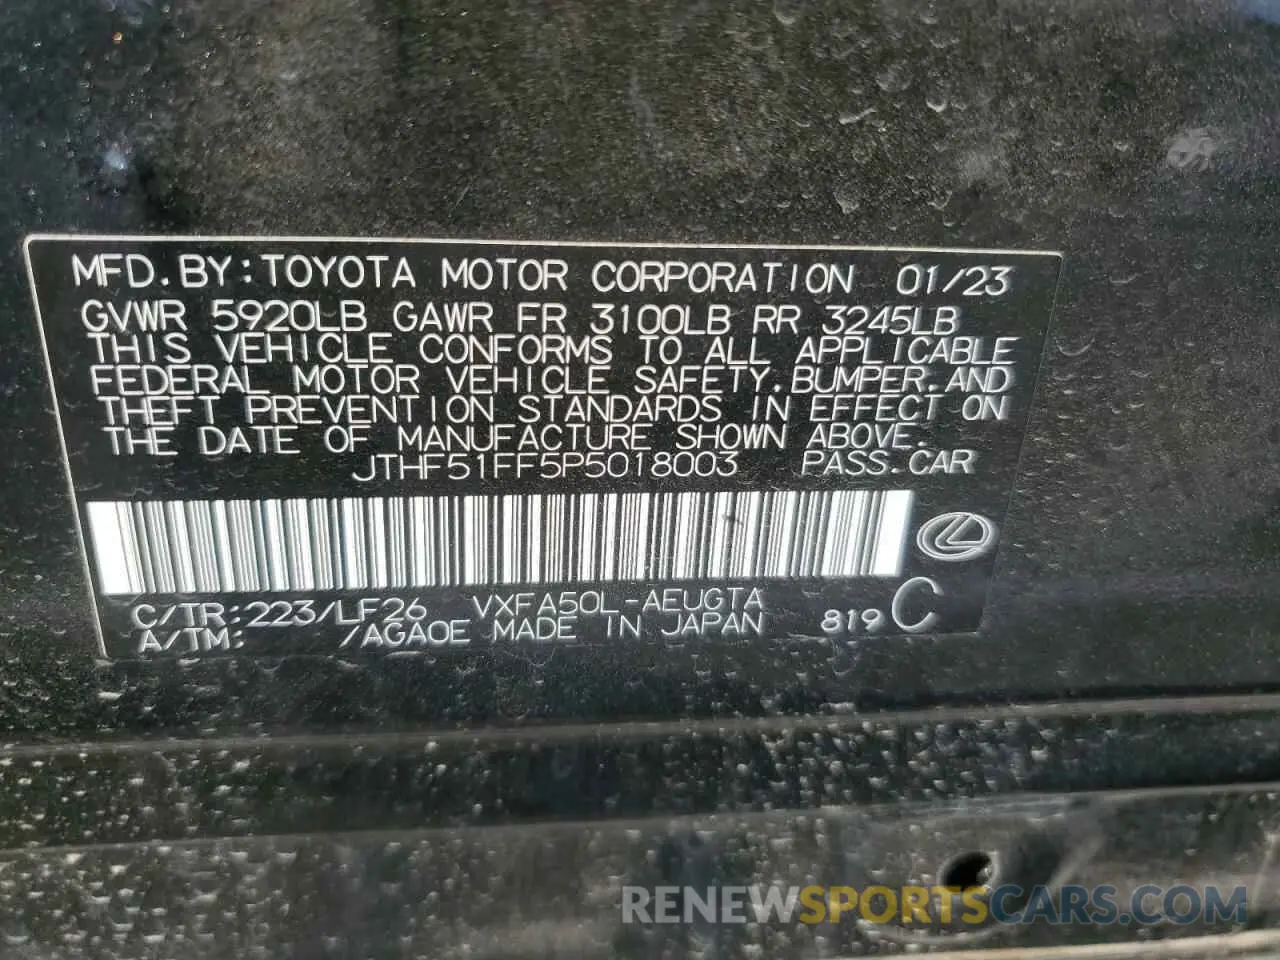 MFD.BY:TOYOTA MOTOR CORPORATION 01/23
GVWR 5920LB GAWR FR 3100LB RR 3245LB
THIS VEHICLE CONFORMS TO ALL APPLICABLE
FEDERAL MOTOR VEHICLE SAFETY,BUMPER,AND
THEFT PREVENTION STANDARDS IN EFFECT ON
THE DATE OF MANUFACTURE SHOWN ABOVE.
JTHF51FF5P5018003 PASS.CAR
C/TR:223/LF26 VXFA50L-AEUGTA
A/TM: /AGA0E MADE IN JAPAN 819 C
RENEWSPORTSCARS.COM